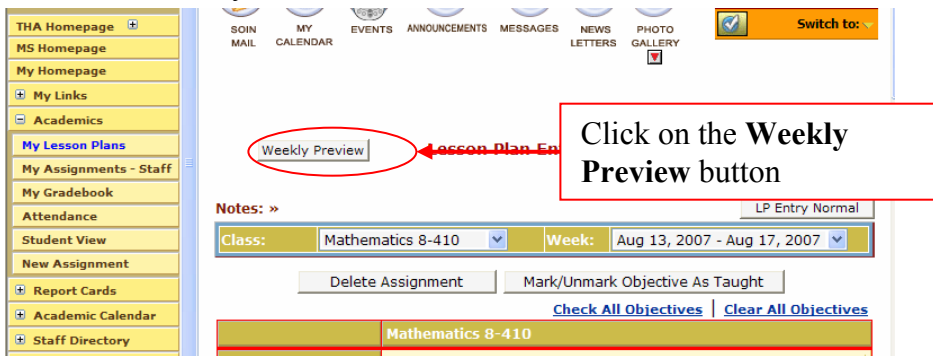 THA Homepage
MS Homepage
My Homepage
My Links
Academics
My Lesson Plans
My Assignments - Staff
My Gradebook
Attendance
Student View
New Assignment
Report Cards
Academic Calendar
Staff Directory
SOIN MAIL
MY CALENDAR
EVENTS
ANNOUNCEMENTS
MESSAGES
NEWS LETTERS
PHOTO GALLERY
Switch to:
Weekly Preview
Lesson Plan En
Click on the Weekly
Preview button
Notes: »
LP Entry Normal
Class: Mathematics 8-410 Week: Aug 13, 2007 - Aug 17, 2007
Delete Assignment Mark/Unmark Objective As Taught
Check All Objectives | Clear All Objectives
Mathematics 8-410